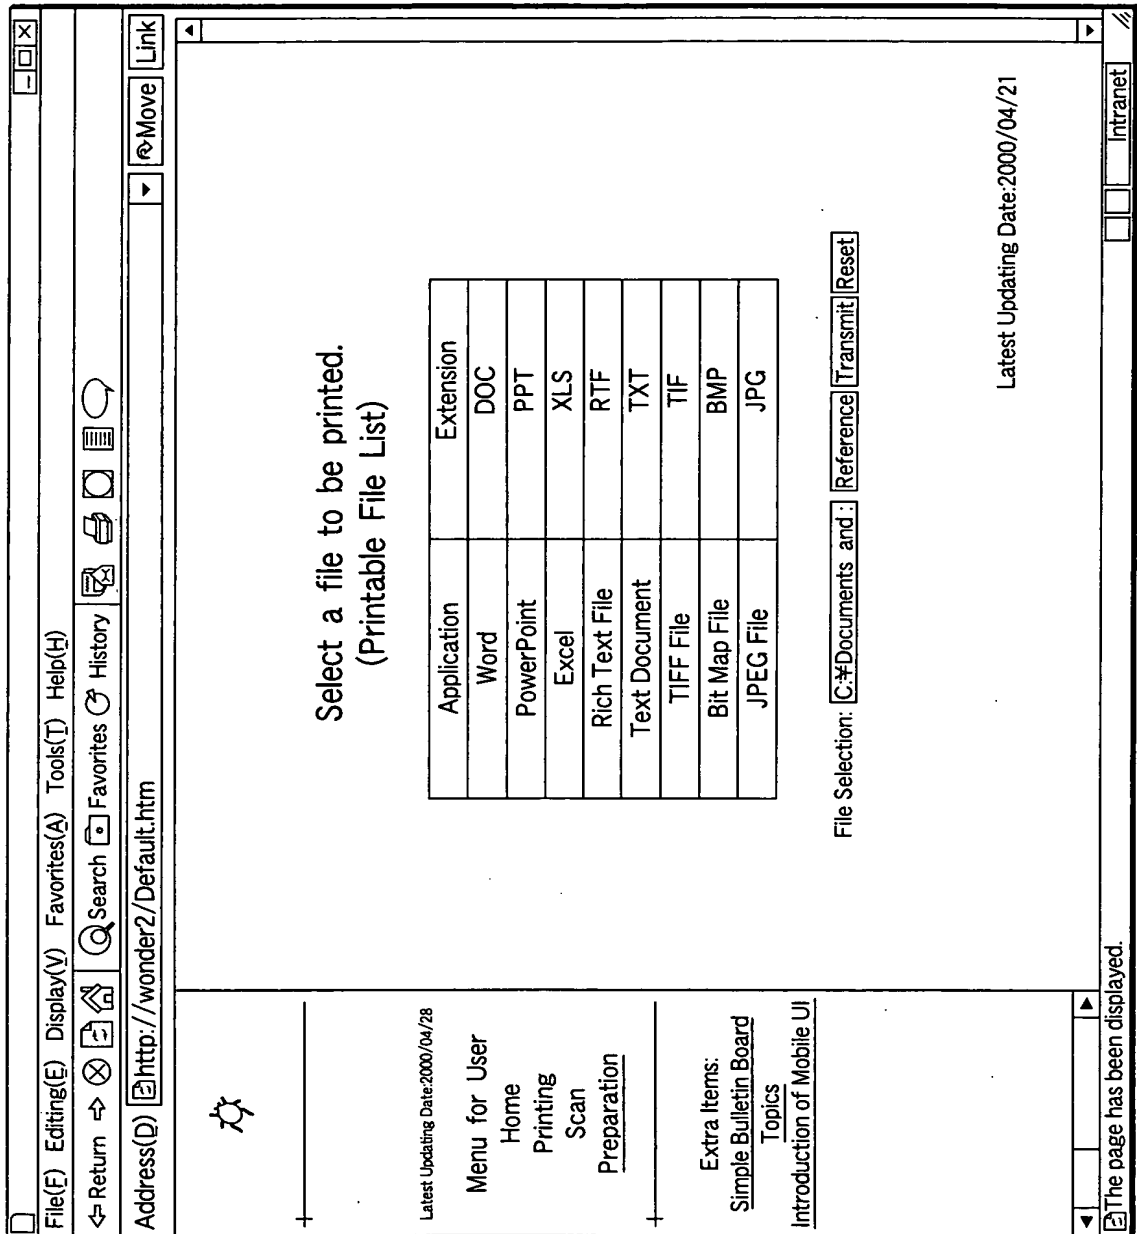 File(F) Editing(E) Display(V) Favorites(A) Tools(T) Help(H)
Return Search Favorites History
Address(D) http://wonder2/Default.htm Move Link
Latest Updating Date:2000/04/28
Menu for User
Home
Printing
Scan
Preparation
Extra Items:
Simple Bulletin Board
Topics
Introduction of Mobile UI
Select a file to be printed.
(Printable File List)
Application Extension
Word DOC
PowerPoint PPT
Excel XLS
Rich Text File RTF
Text Document TXT
TIFF File TIF
Bit Map File BMP
JPEG File JPG
File Selection: C:¥Documents and : Reference Transmit Reset
Latest Updating Date:2000/04/21
The page has been displayed. Intranet